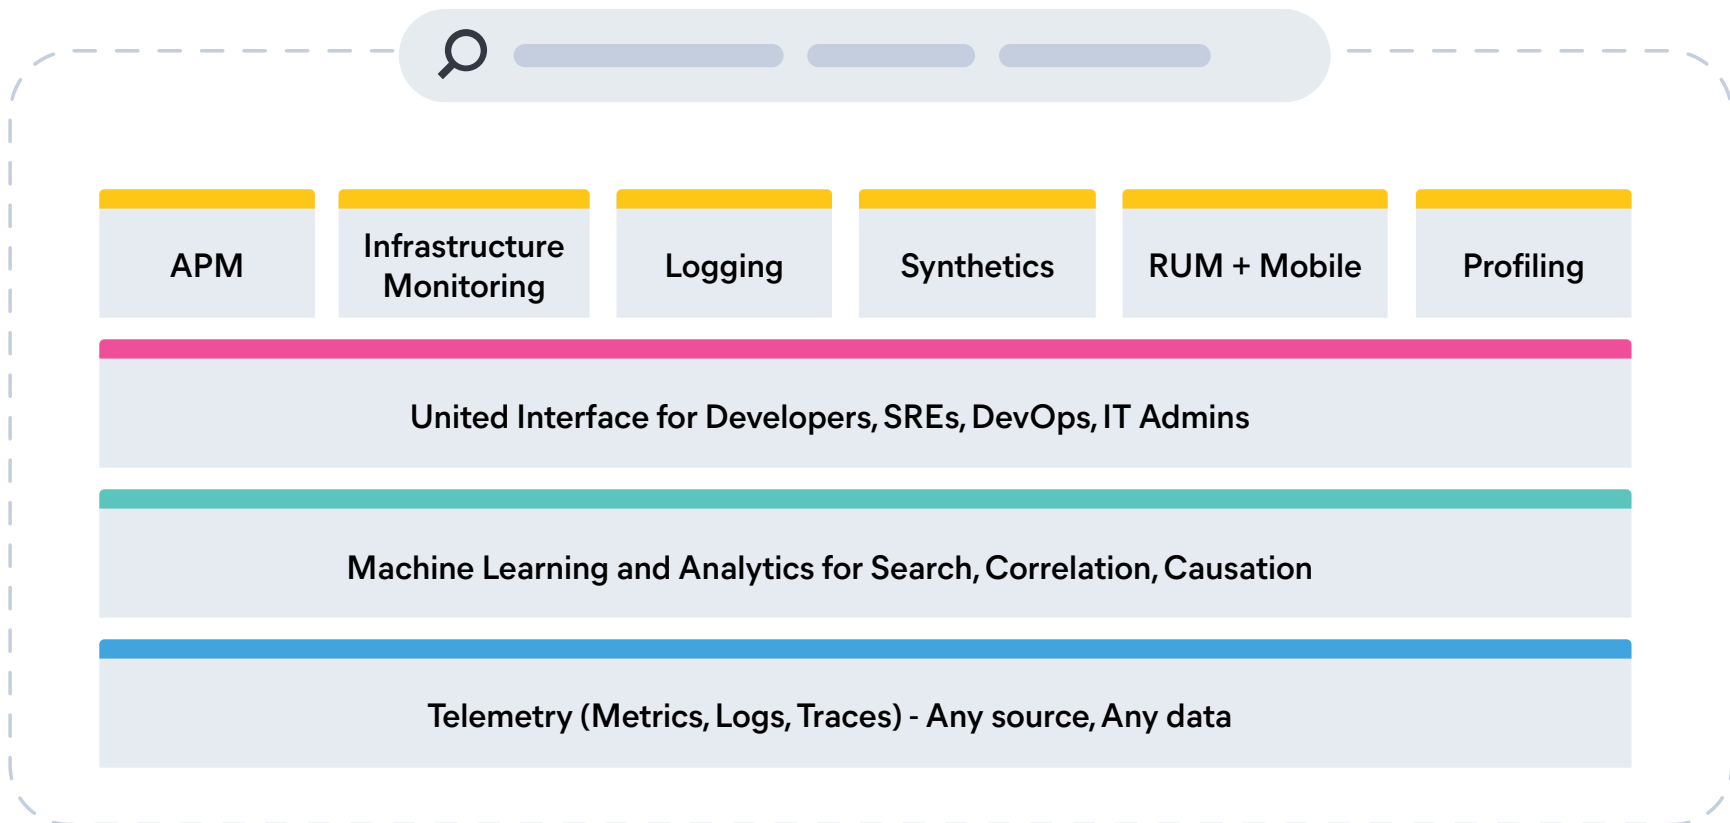 APM
Infrastructure
Monitoring
Logging
Synthetics
RUM + Mobile
Profiling
United Interface for Developers, SREs, DevOps, IT Admins
Machine Learning and Analytics for Search, Correlation, Causation
Telemetry (Metrics, Logs, Traces) - Any source, Any data